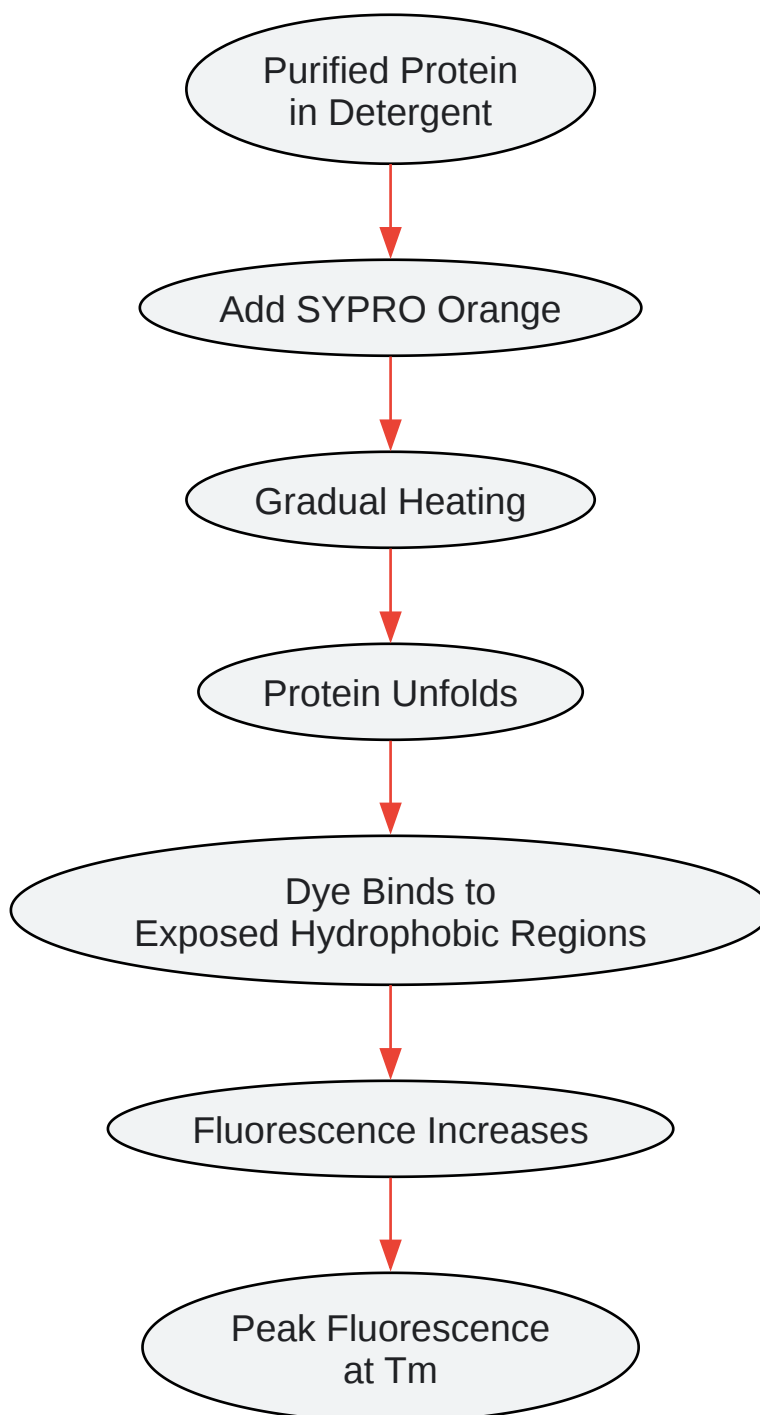 Purified Protein
in Detergent
Add SYPRO Orange
Gradual Heating
Protein Unfolds
Dye Binds to
Exposed Hydrophobic Regions
Fluorescence Increases
Peak Fluorescence
at Tm